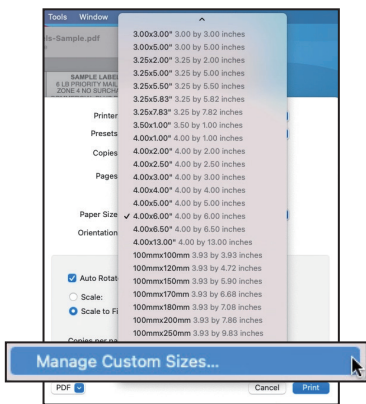 Tools Window
ls-Sample.pdf
SAMPLE LABEL
6 LB PRIORITY MAIL
ZONE 4 NO SURCHA
3.00x3.00" 3.00 by 3.00 inches
3.00x5.00" 3.00 by 5.00 inches
3.25x2.00" 3.25 by 2.00 inches
3.25x5.00" 3.25 by 5.00 inches
3.25x5.50" 3.25 by 5.50 inches
3.25x5.83" 3.25 by 5.82 inches
3.25x7.83" 3.25 by 7.82 inches
Printer
3.50x1.00" 3.50 by 1.00 inches
Presets
4.00x1.00" 4.00 by 1.00 inches
4.00x2.00" 4.00 by 2.00 inches
Copies
4.00x2.50" 4.00 by 2.50 inches
Pages
4.00x3.00" 4.00 by 3.00 inches
4.00x4.00" 4.00 by 4.00 inches
4.00x5.00" 4.00 by 5.00 inches
Paper Size ✓ 4.00x6.00" 4.00 by 6.00 inches
4.00x6.50" 4.00 by 6.50 inches
Orientation
4.00x13.00" 4.00 by 13.00 inches
100mmx100mm 3.93 by 3.93 inches
Auto Rotat
100mmx120mm 3.93 by 4.72 inches
100mmx150mm 3.93 by 5.90 inches
Scale:
100mmx170mm 3.93 by 6.68 inches
Scale to Fi
100mmx180mm 3.93 by 7.08 inches
100mmx200mm 3.93 by 7.86 inches
Copies per pa
100mmx250mm 3.93 by 9.83 inches
Manage Custom Sizes...
PDF
Cancel Print